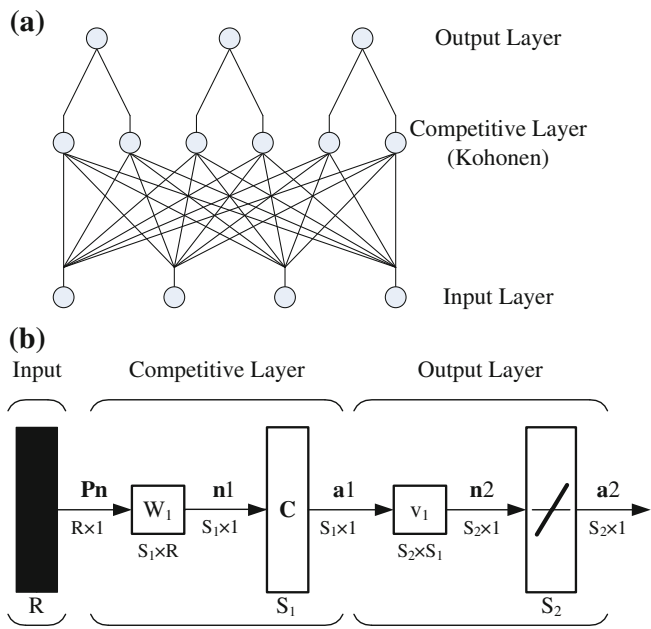 (a)
Output Layer
Competitive Layer
(Kohonen)
Input Layer
(b)
Input
Competitive Layer
Output Layer
Pn
R×1
W₁
S₁×R
n1
S₁×1
C
a1
S₁×1
v₁
S₂×S₁
n2
S₂×1
a2
S₂×1
R
S₁
S₂